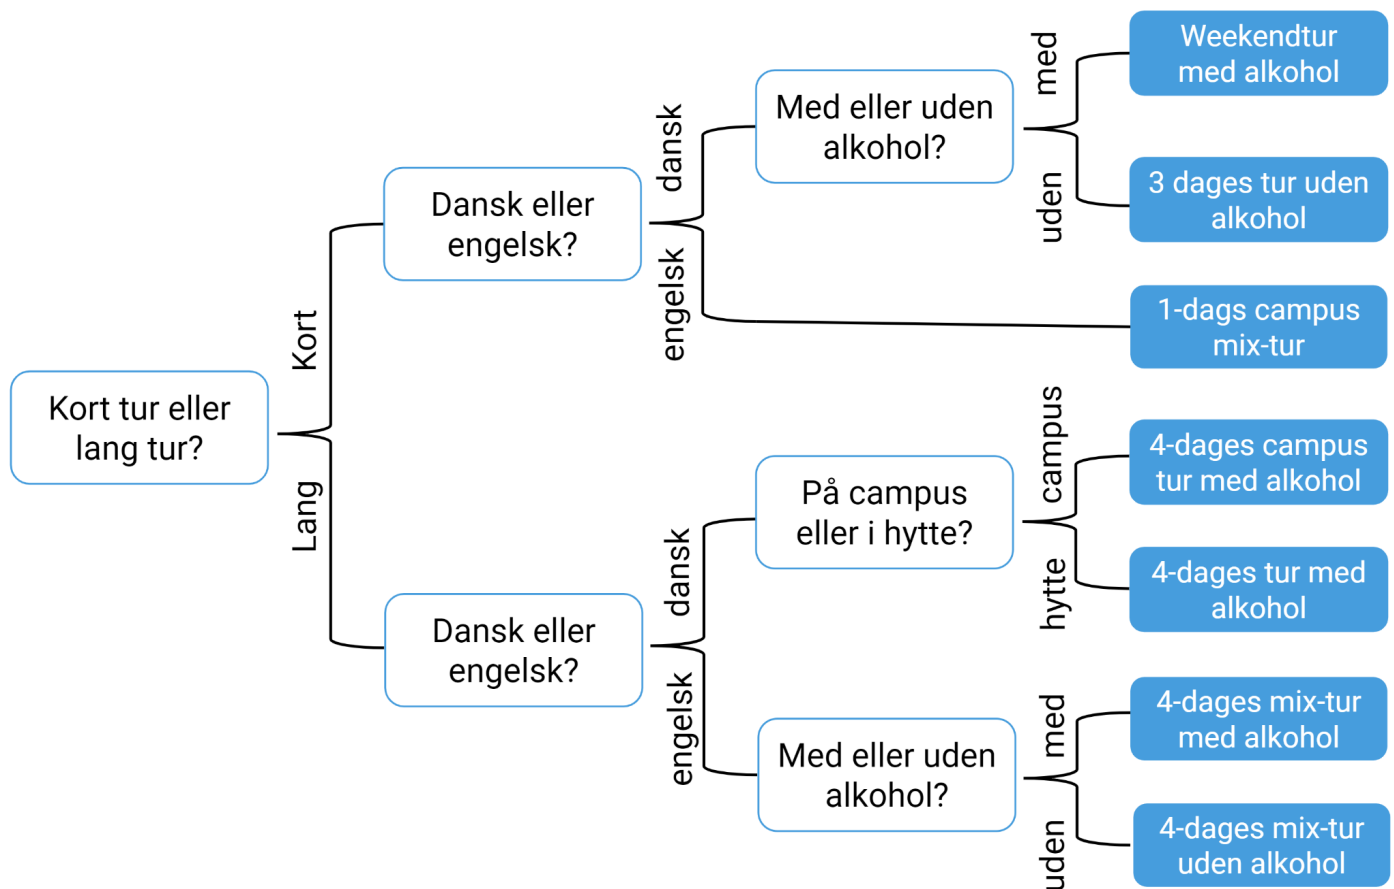 Kort tur eller
lang tur?
Kort
Lang
Dansk eller
engelsk?
dansk
engelsk
Med eller uden
alkohol?
med
uden
Weekendtur
med alkohol
3 dages tur uden
alkohol
1-dags campus
mix-tur
Dansk eller
engelsk?
dansk
engelsk
På campus
eller i hytte?
campus
hytte
4-dages campus
tur med alkohol
4-dages tur med
alkohol
Med eller uden
alkohol?
med
uden
4-dages mix-tur
med alkohol
4-dages mix-tur
uden alkohol